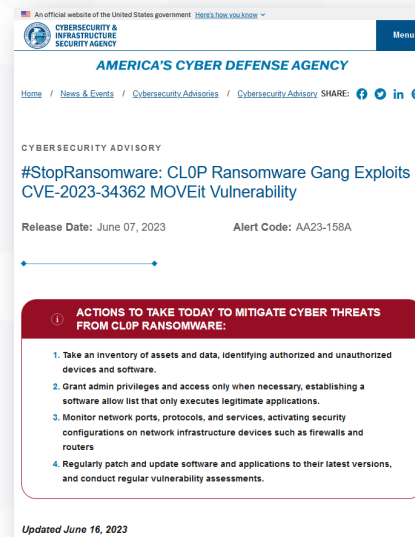 An official website of the United States government Here's how you know
CYBERSECURITY &
INFRASTRUCTURE
SECURITY AGENCY
Menu
AMERICA'S CYBER DEFENSE AGENCY
Home / News & Events / Cybersecurity Advisories / Cybersecurity Advisory SHARE:
CYBERSECURITY ADVISORY
#StopRansomware: CL0P Ransomware Gang Exploits
CVE-2023-34362 MOVEit Vulnerability
Release Date: June 07, 2023 Alert Code: AA23-158A
ACTIONS TO TAKE TODAY TO MITIGATE CYBER THREATS
FROM CL0P RANSOMWARE:
1. Take an inventory of assets and data, identifying authorized and unauthorized
devices and software.
2. Grant admin privileges and access only when necessary, establishing a
software allow list that only executes legitimate applications.
3. Monitor network ports, protocols, and services, activating security
configurations on network infrastructure devices such as firewalls and
routers
4. Regularly patch and update software and applications to their latest versions,
and conduct regular vulnerability assessments.
Updated June 16, 2023